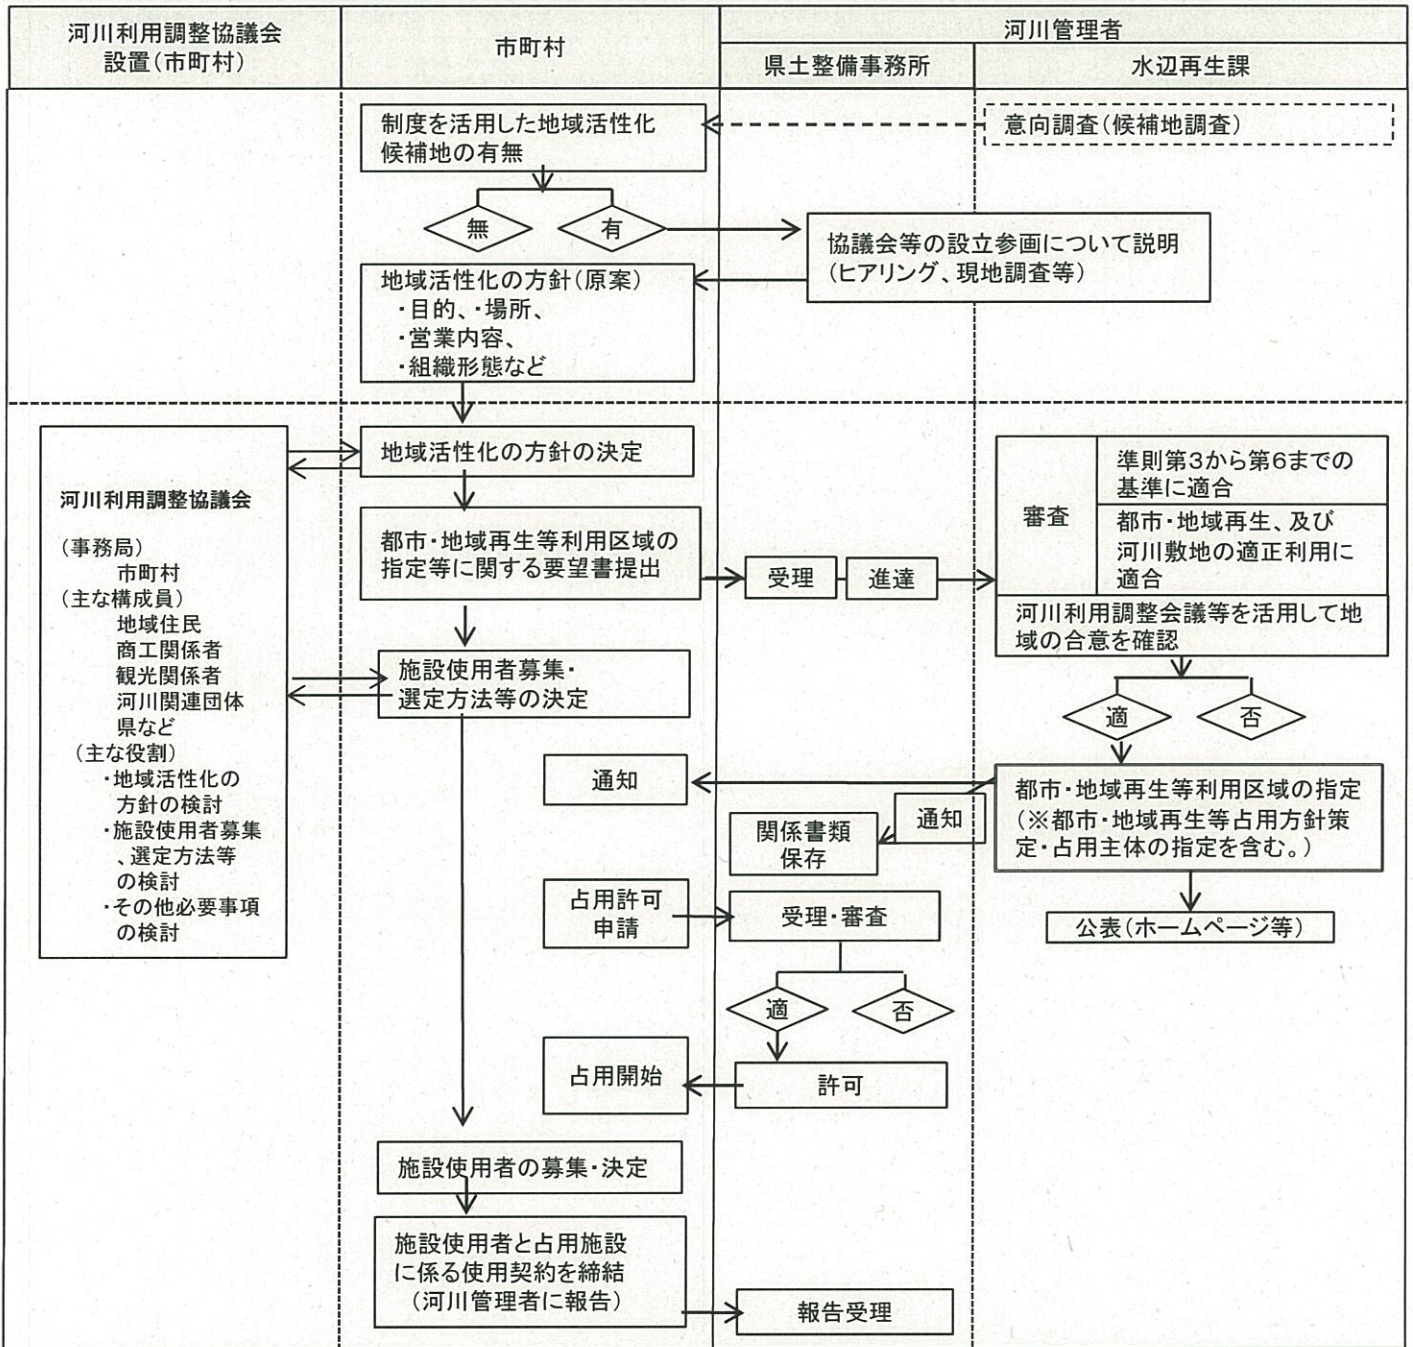 河川利用調整協議会
設置(市町村)
市町村
河川管理者
県土整備事務所
水辺再生課
制度を活用した地域活性化
候補地の有無
意向調査(候補地調査)
無
有
協議会等の設立参画について説明
(ヒアリング、現地調査等)
地域活性化の方針(原案)
・目的、・場所、
・営業内容、
・組織形態など
河川利用調整協議会
(事務局)
市町村
(主な構成員)
地域住民
商工関係者
観光関係者
河川関連団体
県など
(主な役割)
・地域活性化の
方針の検討
・施設使用者募集
、選定方法等
の検討
・その他必要事項
の検討
地域活性化の方針の決定
都市・地域再生等利用区域の
指定等に関する要望書提出
受理
進達
審査
準則第3から第6までの
基準に適合
都市・地域再生、及び
河川敷地の適正利用に
適合
河川利用調整会議等を活用して地
域の合意を確認
適
否
施設使用者募集・
選定方法等の決定
通知
都市・地域再生等利用区域の指定
(※都市・地域再生等占用方針策
定・占用主体の指定を含む。)
通知
関係書類
保存
公表(ホームページ等)
占用許可
申請
受理・審査
適
否
占用開始
許可
施設使用者の募集・決定
施設使用者と占用施設
に係る使用契約を締結
(河川管理者に報告)
報告受理